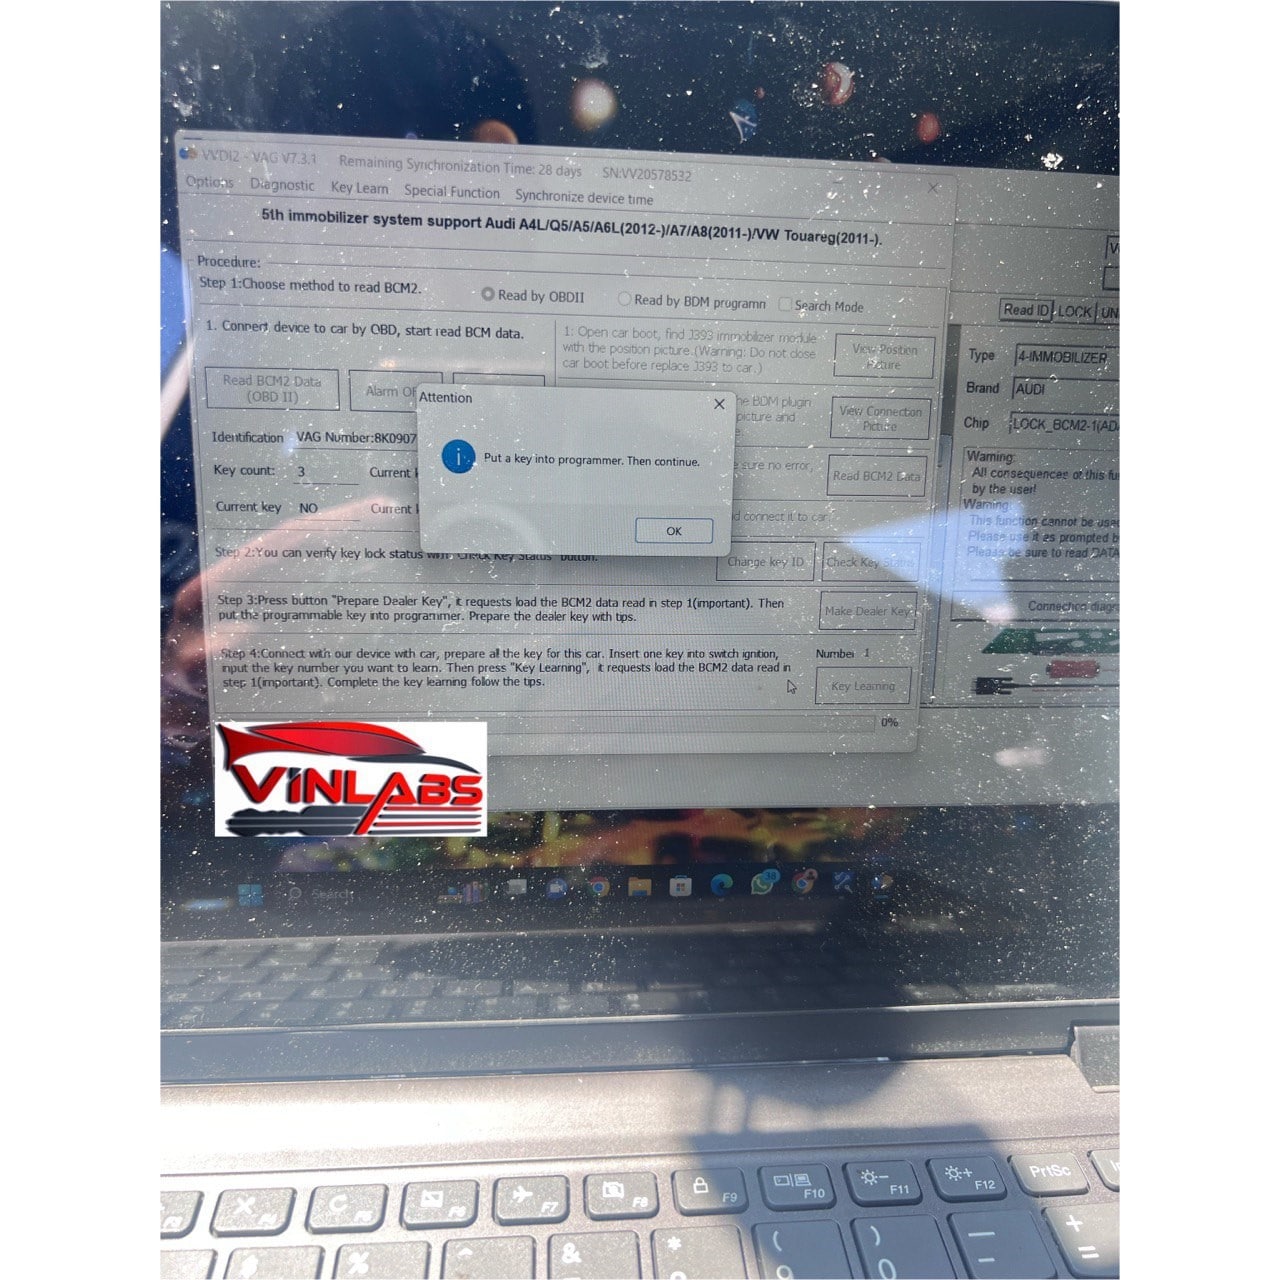 VVDI2 - VAG V7.3.1 Remaining Synchronization Time: 28 days SN:VV20578532
Options Diagnostic Key Learn Special Function Synchronize device time
5th immobilizer system support Audi A4L/Q5/A5/A6L(2012-)/A7/A8(2011-)/VW Touareg(2011-).
Procedure:
Step 1:Choose method to read BCM2.
Read by OBDII
Read by BDM programn
Search Mode
1. Connect device to car by OBD, start read BCM data.
Read BCM2 Data
(OBD II)
Alarm
1: Open car boot, find J393 immobilizer module
with the position picture.(Warning: Do not close
car boot before replace J393 to car.)
View Position
Picture
he BDM plugin
picture and
View Connection
Picture
e sure no error,
Read BCM2 Data
d connect it to car
Change key ID
Check Key
Identification VAG Number:8K0907
Key count: 3 Current
Current key NO Current
Attention
Put a key into programmer. Then continue.
OK
Step 2:You can verify key lock status with "Check Key Status" button.
Step 3:Press button "Prepare Dealer Key", it requests load the BCM2 data read in step 1(important). Then
put the programmable key into programmer. Prepare the dealer key with tips.
Make Dealer Key
Step 4:Connect with our device with car, prepare all the key for this car. Insert one key into switch ignition,
input the key number you want to learn. Then press "Key Learning", it requests load the BCM2 data read in
step 1(important). Complete the key learning follow the tips.
Number 1
Key Learning
0%
Read ID LOCK UN
Type 4-IMMOBILIZER
Brand AUDI
Chip LOCK_BCM2-1(AD
Warning:
All consequences of this fu
by the user!
Warning:
This function cannot be used
Please use it as prompted b
Please be sure to read DATA
Connection diagr
VINLABS
Search
38
F5
F6
F7
F8
F9
F10
F11
F12
PrtSc
%
^
&
*
(
9
)
0
-
+
=